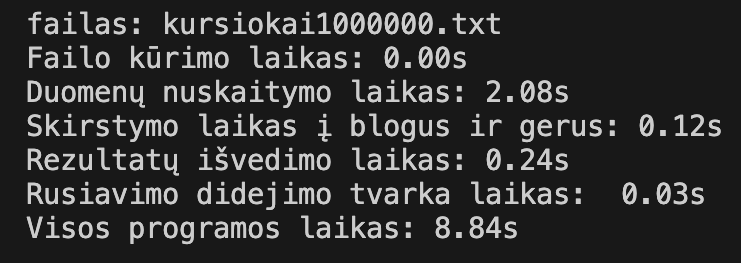 failas: kursiokai1000000.txt
Failo kūrimo laikas: 0.00s
Duomenų nuskaitymo laikas: 2.08s
Skirstymo laikas į blogus ir gerus: 0.12s
Rezultatų išvedimo laikas: 0.24s
Rusiavimo didejimo tvarka laikas:  0.03s
Visos programos laikas: 8.84s